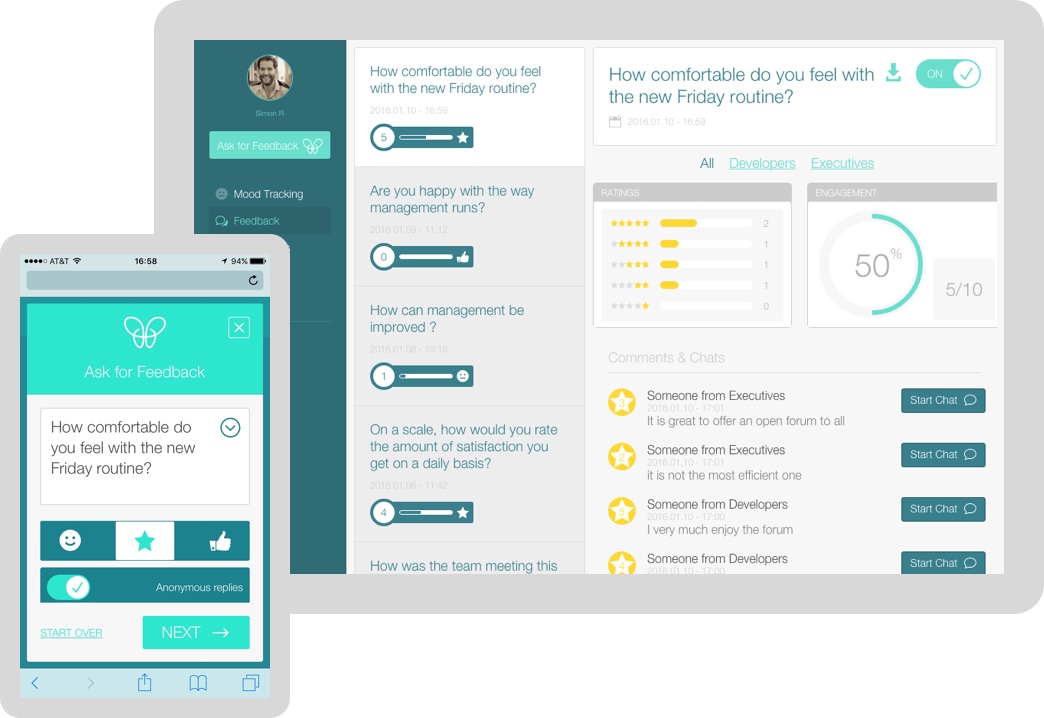 Simon R
Ask for Feedback
Mood Tracking
Feedback
How comfortable do you feel
with the new Friday routine?
2016.01.10 - 16:59
5
Are you happy with the way
management runs?
2016.01.09 - 11:12
0
How can management be
improved ?
2016.01.08 - 15:19
1
On a scale, how would you rate
the amount of satisfaction you
get on a daily basis?
2016.01.06 - 11:42
4
How was the team meeting this
How comfortable do you feel with
the new Friday routine?
ON
2016.01.10 - 16:59
All Developers Executives
RATINGS
2
1
1
1
0
ENGAGEMENT
50%
5/10
Comments & Chats
3
Someone from Executives
2016.01.10 - 17:01
It is great to offer an open forum to all
Start Chat
2
Someone from Executives
2016.01.10 - 17:01
it is not the most efficient one
Start Chat
5
Someone from Developers
2016.01.10 - 17:00
I very much enjoy the forum
Start Chat
4
Someone from Developers
2016.01.10 - 17:00
Start Chat
AT&T 16:58 94%
Ask for Feedback
How comfortable do
you feel with the new
Friday routine?
Anonymous replies
START OVER
NEXT